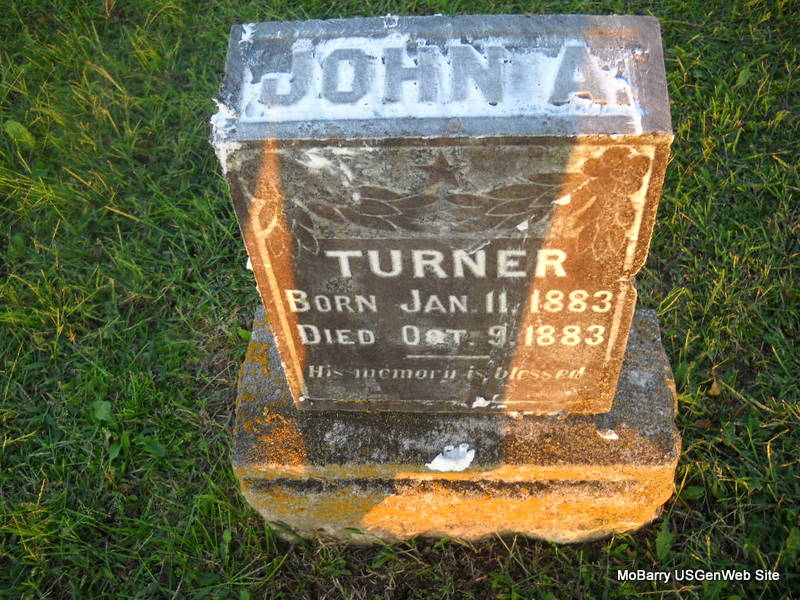 JOHN A.
TURNER
BORN JAN. 11, 1883
DIED OCT. 9, 1883
His memory is blessed
MoBarry USGenWeb Site